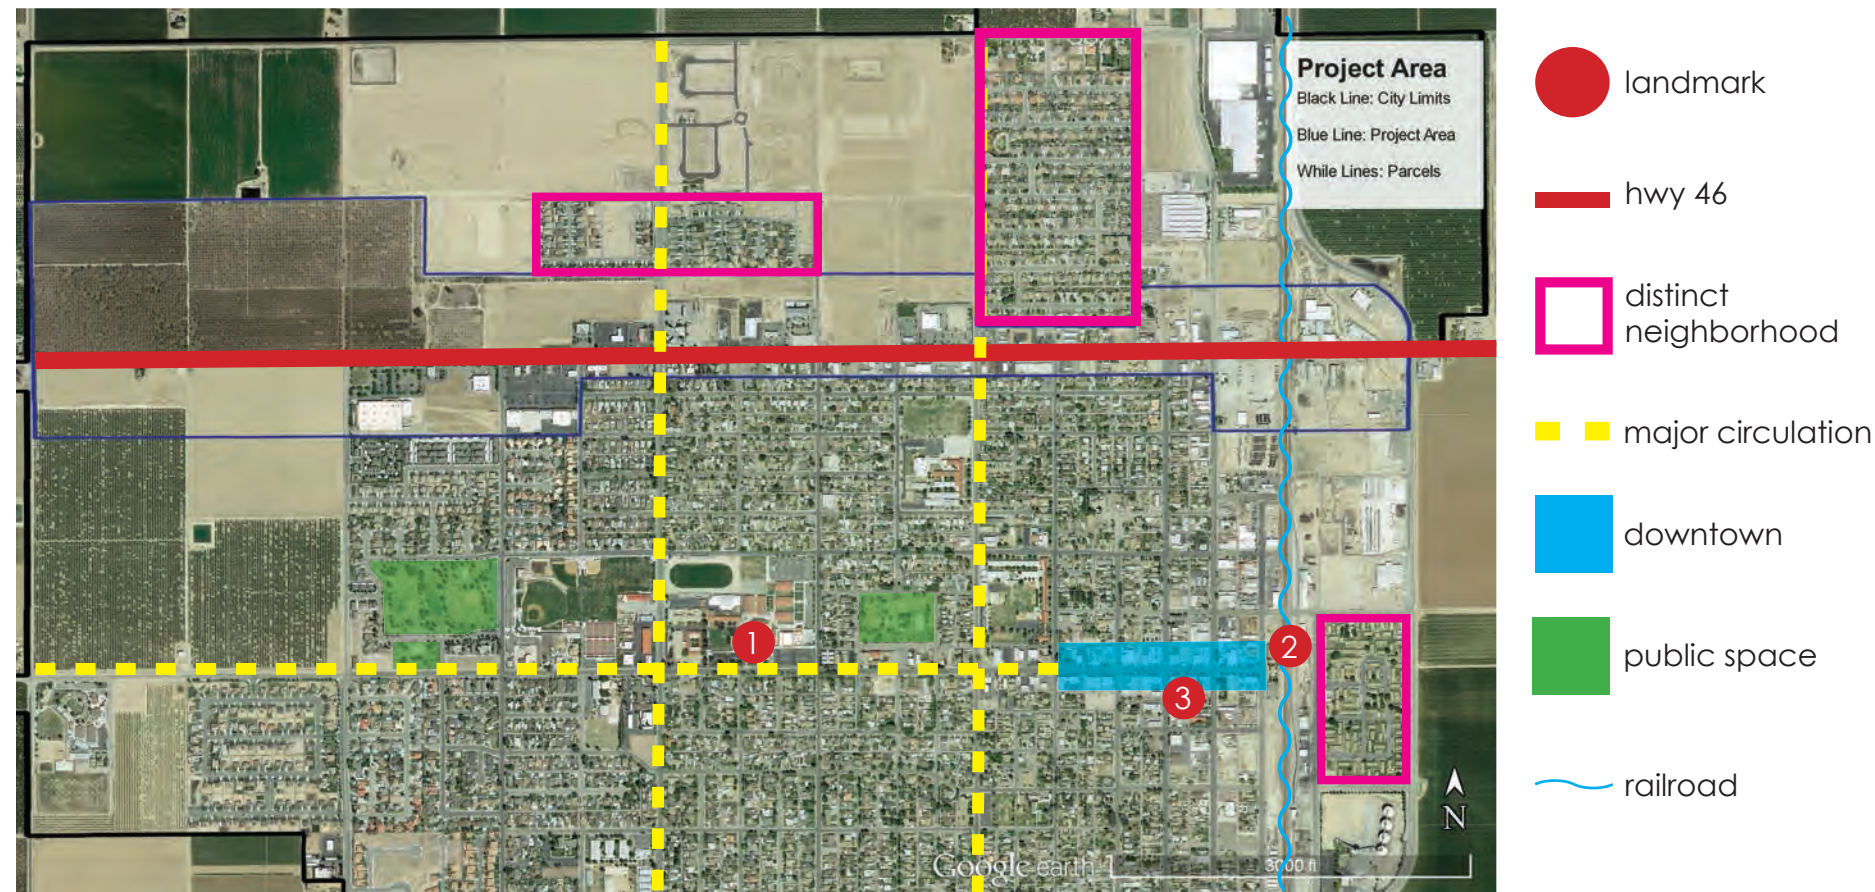 Project Area
Black Line: City Limits
Blue Line: Project Area
While Lines: Parcels
landmark
hwy 46
distinct
neighborhood
major circulation
downtown
public space
railroad
1
2
3
N
Google earth
3000 ft